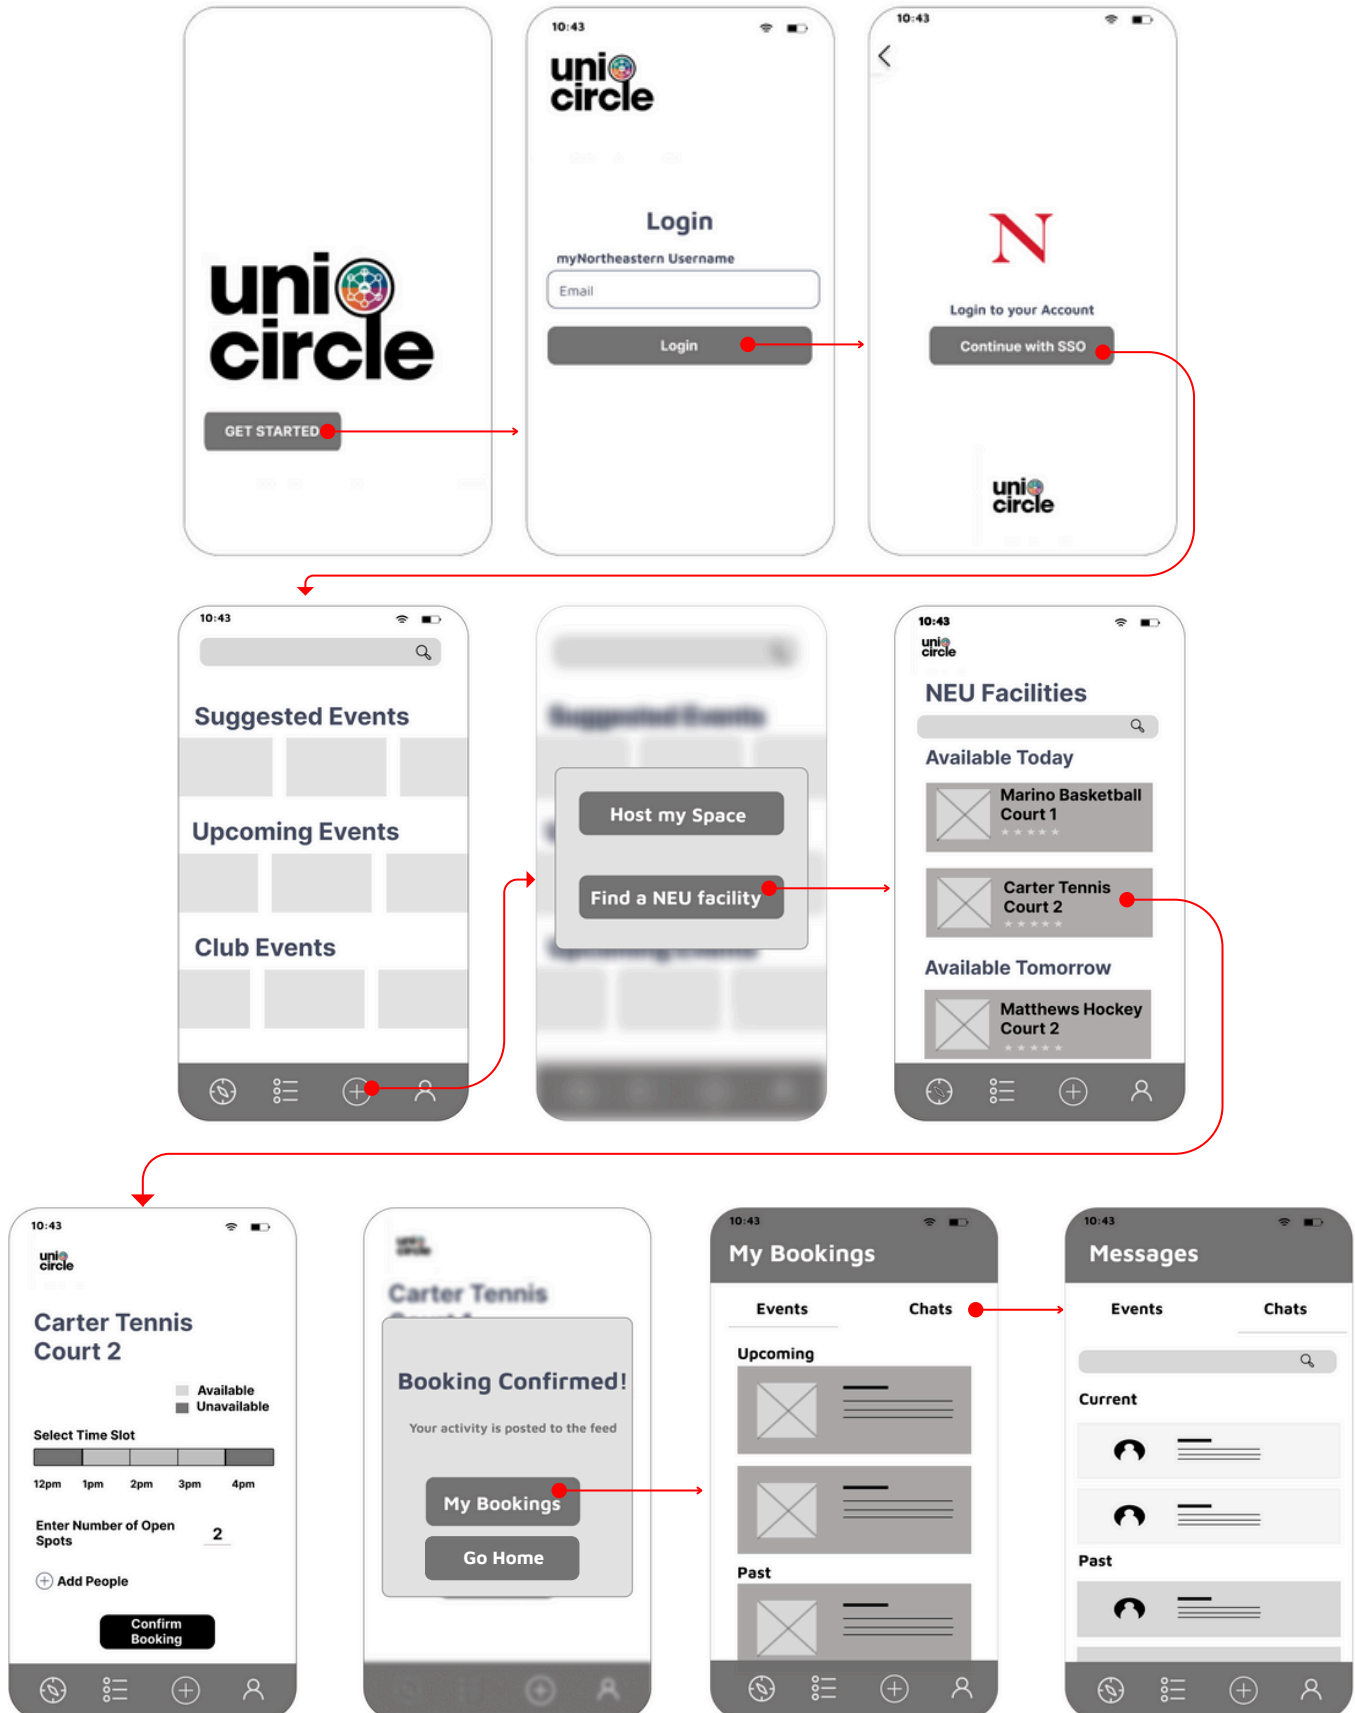 uni
circle
GET STARTED
10:43
uni
circle
Login
myNortheastern Username
Email
Login
10:43
N
Login to your Account
Continue with SSO
uni
circle
10:43
Suggested Events
Upcoming Events
Club Events
Suggested Events
Host my Space
Find a NEU facility
Upcoming Events
10:43
uni
circle
NEU Facilities
Available Today
Marino Basketball
Court 1
Carter Tennis
Court 2
Available Tomorrow
Matthews Hockey
Court 2
10:43
uni
circle
Carter Tennis
Court 2
Available
Unavailable
Select Time Slot
12pm 1pm 2pm 3pm 4pm
Enter Number of Open
Spots
2
Add People
Confirm
Booking
uni
circle
Carter Tennis
Booking Confirmed!
Your activity is posted to the feed
My Bookings
Go Home
10:43
My Bookings
Events Chats
Upcoming
Past
10:43
Messages
Events Chats
Current
Past